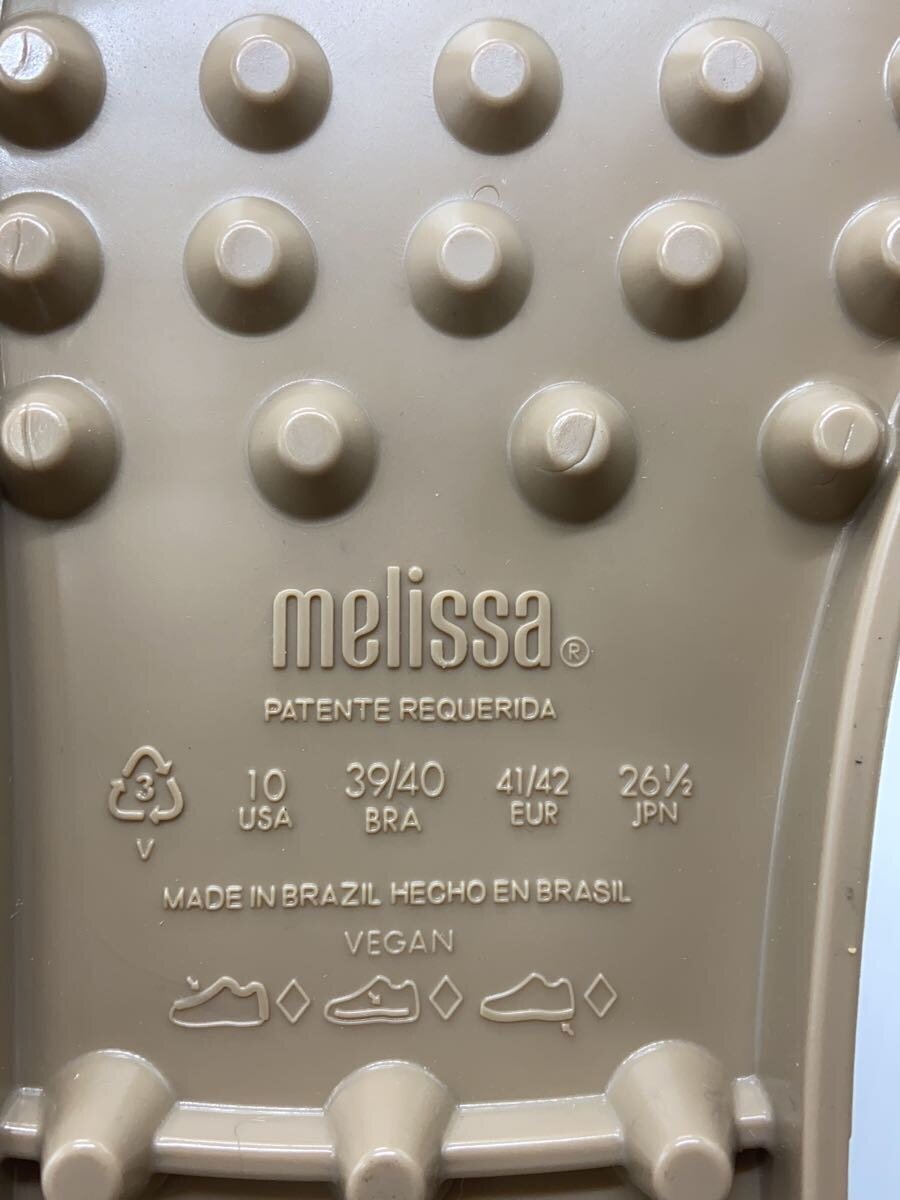 melissa®
PATENTE REQUERIDA
3 10 39/40 41/42 26½
V USA BRA EUR JPN
MADE IN BRAZIL HECHO EN BRASIL
VEGAN